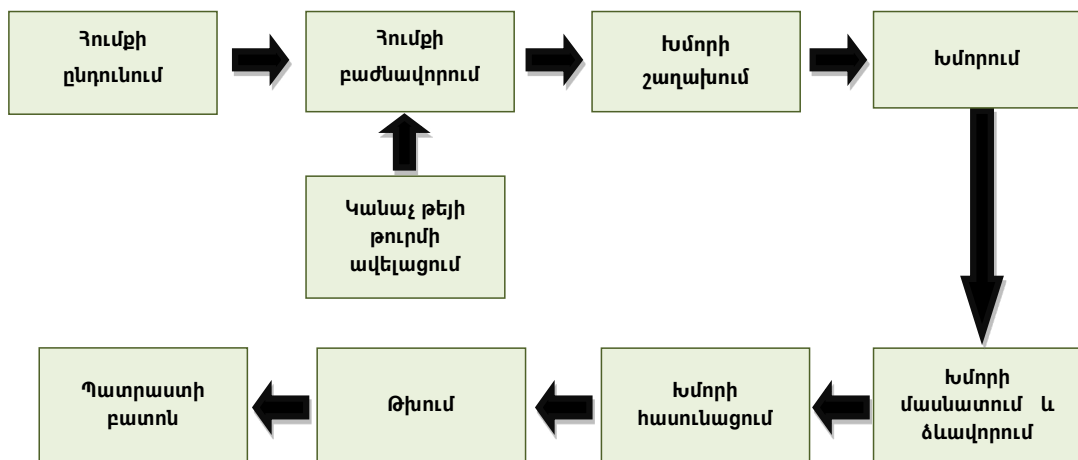 Հումքի
ընդունում
Հումքի
բաժնավորում
Խմորի
շաղախում
Խմորում
Կանաչ թեյի
թուրմի
ավելացում
Խմորի
մասնատում և
ձևավորում
Խմորի
հասունացում
Թխում
Պատրաստի
բատոն